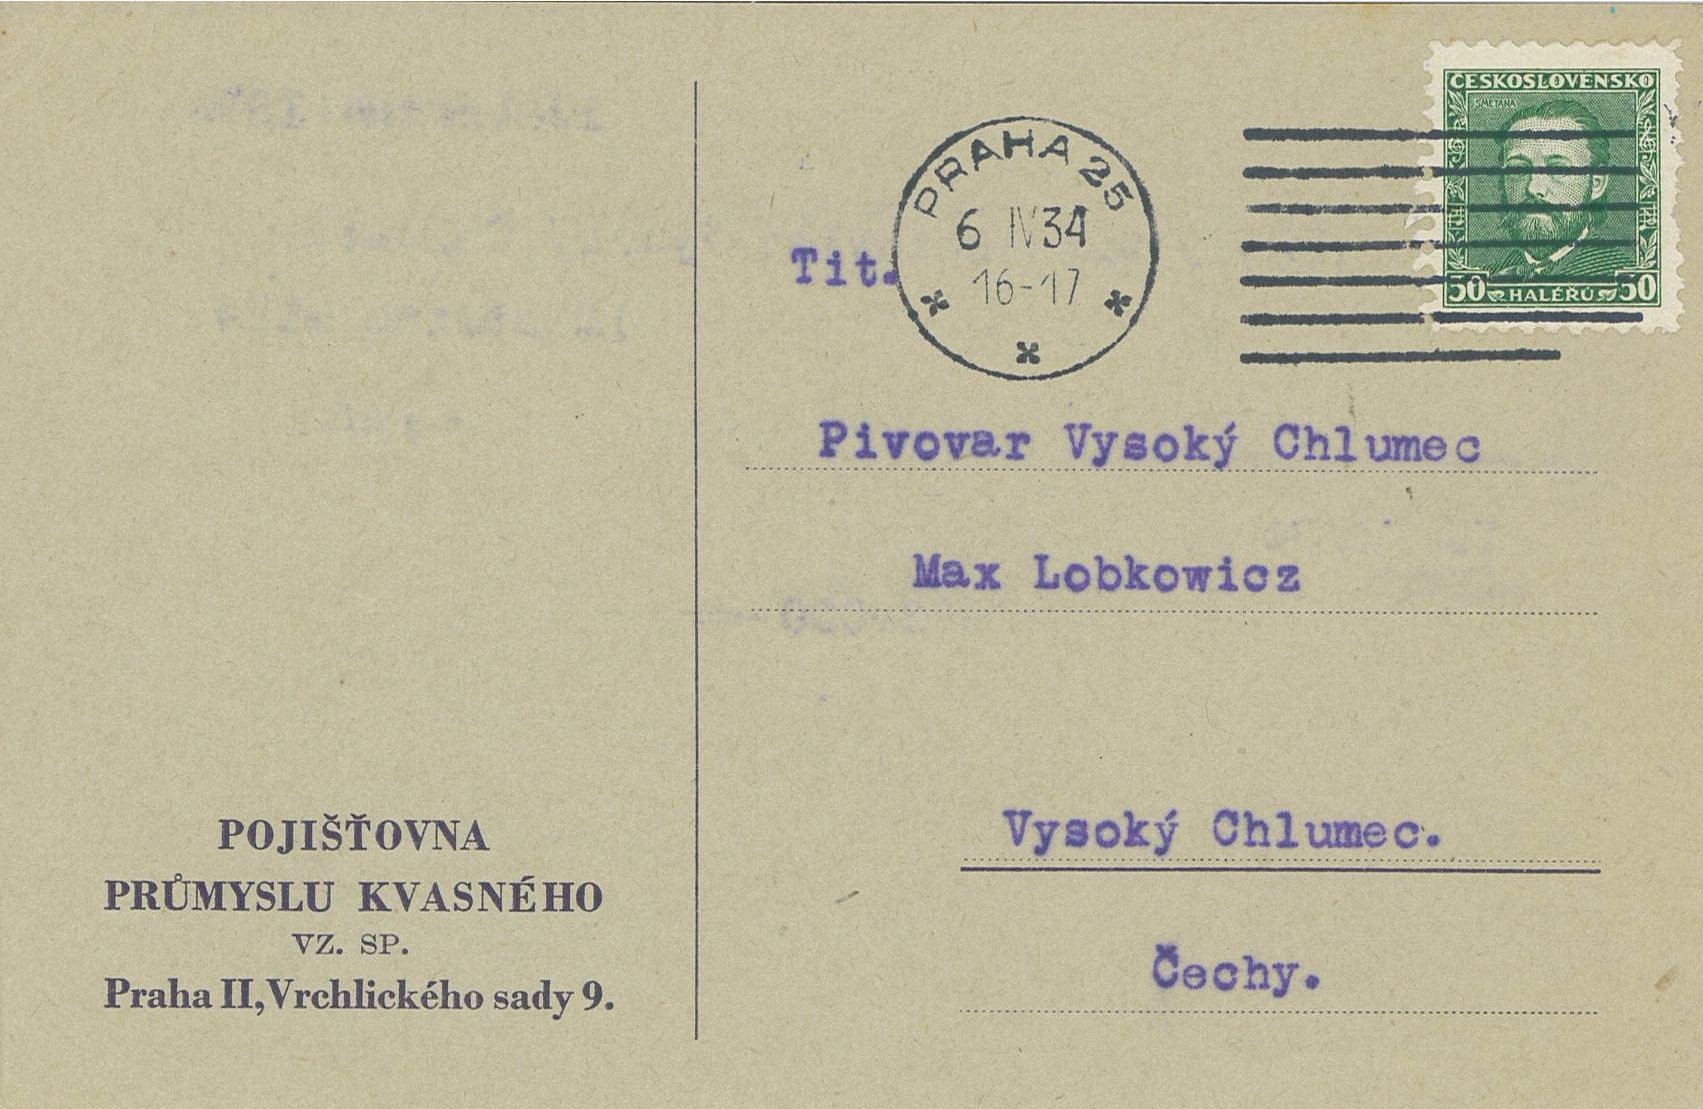 ČESKOSLOVENSKO
SMETANA
50 HALÉŘŮ 50
PRAHA 25
6 IV 34
16-17
Tit.
Pivovar Vysoký Chlumec
Max Lobkowicz
Vysoký Chlumec.
Čechy.
POJIŠŤOVNA
PRŮMYSLU KVASNÉHO
VZ. SP.
Praha II, Vrchlického sady 9.